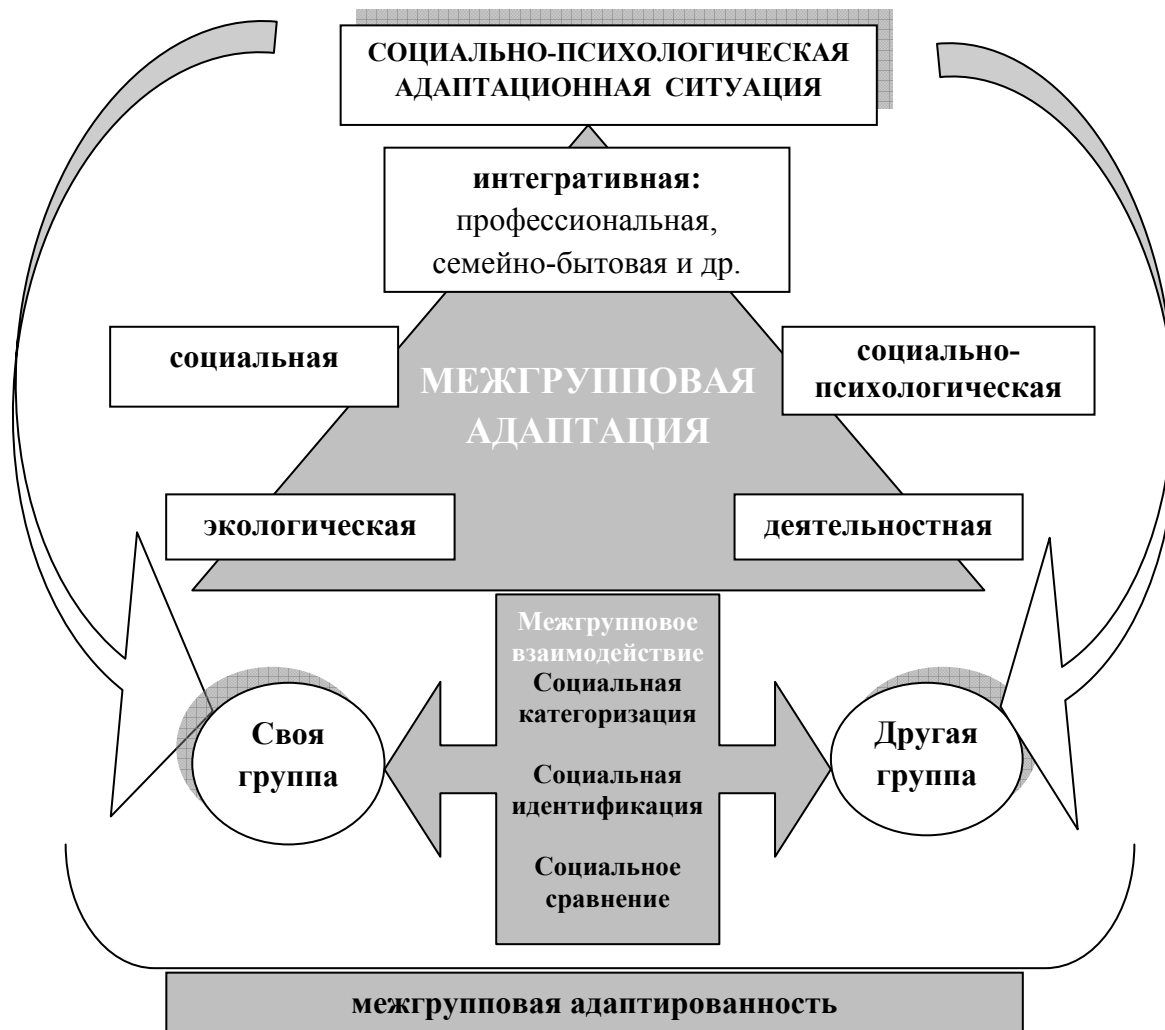 СОЦИАЛЬНО-ПСИХОЛОГИЧЕСКАЯ
АДАПТАЦИОННАЯ СИТУАЦИЯ
интегративная:
профессиональная,
семейно-бытовая и др.
социальная
социально-
психологическая
МЕЖГРУППОВАЯ
АДАПТАЦИЯ
экологическая
деятельностная
Межгрупповое
взаимодействие
Социальная
категоризация
Социальная
идентификация
Социальное
сравнение
Своя
группа
Другая
группа
межгрупповая адаптированность